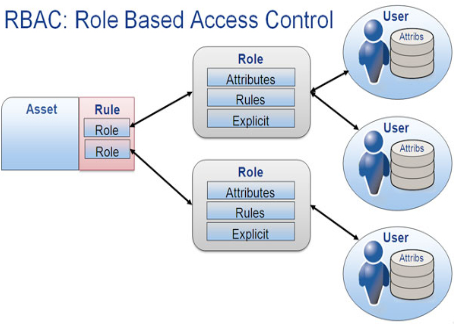 RBAC: Role Based Access Control
Asset
Rule
Role
Role
Role
Attributes
Rules
Explicit
Role
Attributes
Rules
Explicit
User
Attribs
User
Attribs
User
Attribs